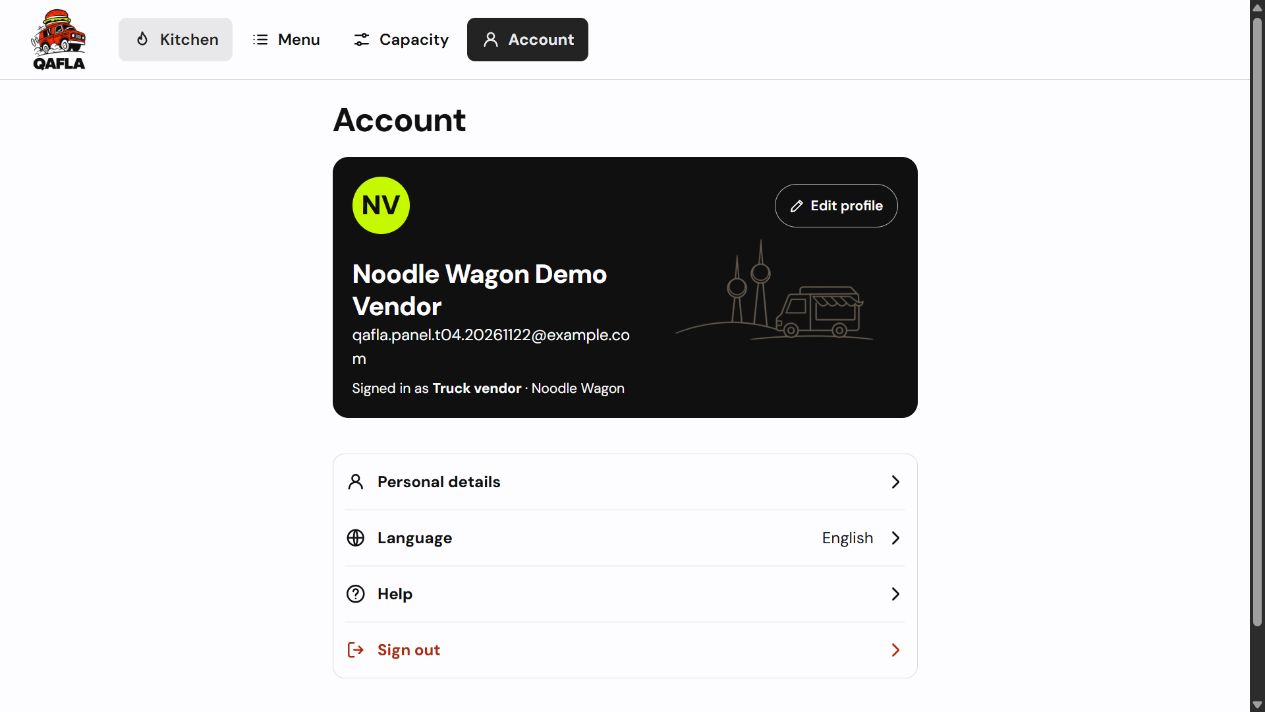 QAFLA
Kitchen
Menu
Capacity
Account
Account
NV
Edit profile
Noodle Wagon Demo
Vendor
qafla.panel.t04.20261122@example.co
m
Signed in as Truck vendor · Noodle Wagon
Personal details
Language
English
Help
Sign out